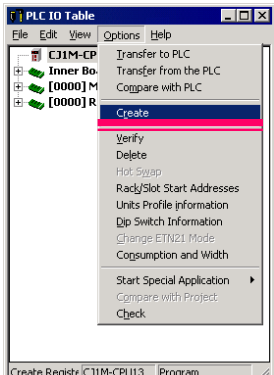 PLC IO Table
File Edit View Options Help
CJ1M-CP
Inner Bo
[0000] M
[0000] R
Transfer to PLC
Transfer from the PLC
Compare with PLC
Create
Verify
Delete
Hot Swap
Rack/Slot Start Addresses
Units Profile information
Dip Switch Information
Change ETN21 Mode
Consumption and Width
Start Special Application
Compare with Project
Check
Create Registe CJ1M-CPU13 Program